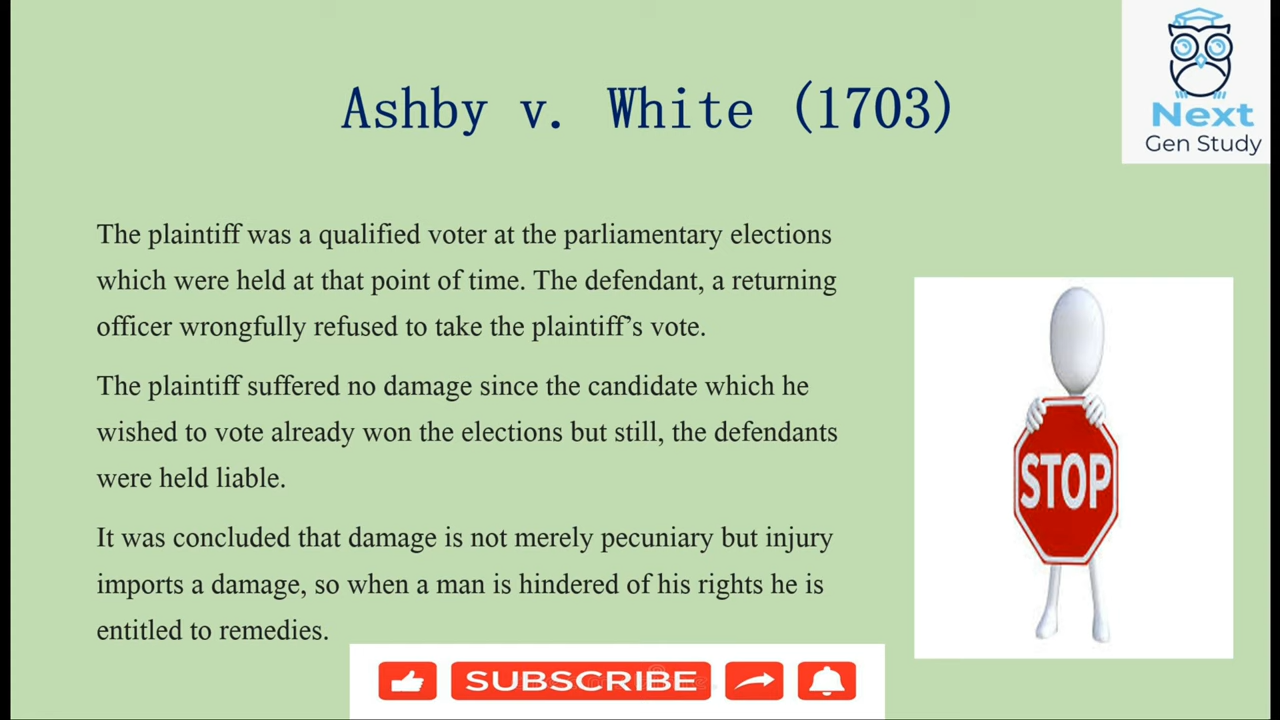 Ashby v. White (1703)
Next
Gen Study
The plaintiff was a qualified voter at the parliamentary elections
which were held at that point of time. The defendant, a returning
officer wrongfully refused to take the plaintiff’s vote.
The plaintiff suffered no damage since the candidate which he
wished to vote already won the elections but still, the defendants
were held liable.
It was concluded that damage is not merely pecuniary but injury
imports a damage, so when a man is hindered of his rights he is
entitled to remedies.
STOP
SUBSCRIBE